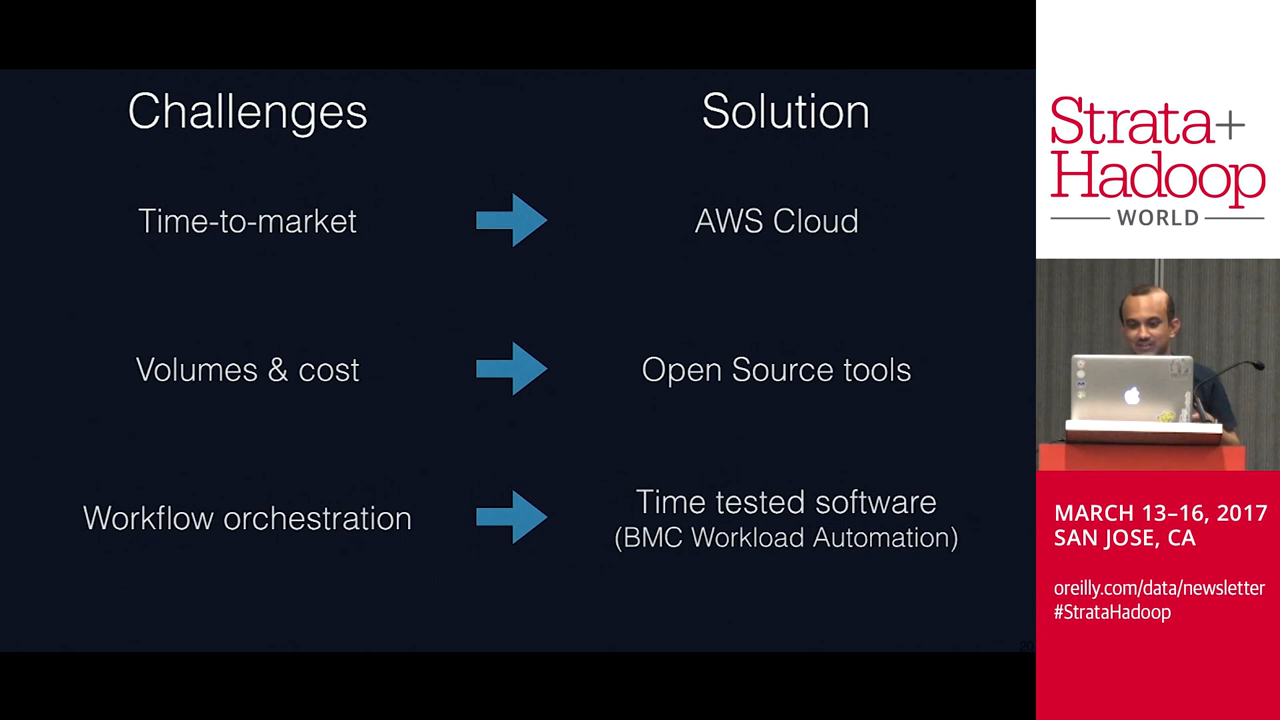 Challenges
Solution
Time-to-market
AWS Cloud
Volumes & cost
Open Source tools
Workflow orchestration
Time tested software
(BMC Workload Automation)
Strata+
Hadoop
WORLD
MARCH 13–16, 2017
SAN JOSE, CA
oreilly.com/data/newsletter
#StrataHadoop